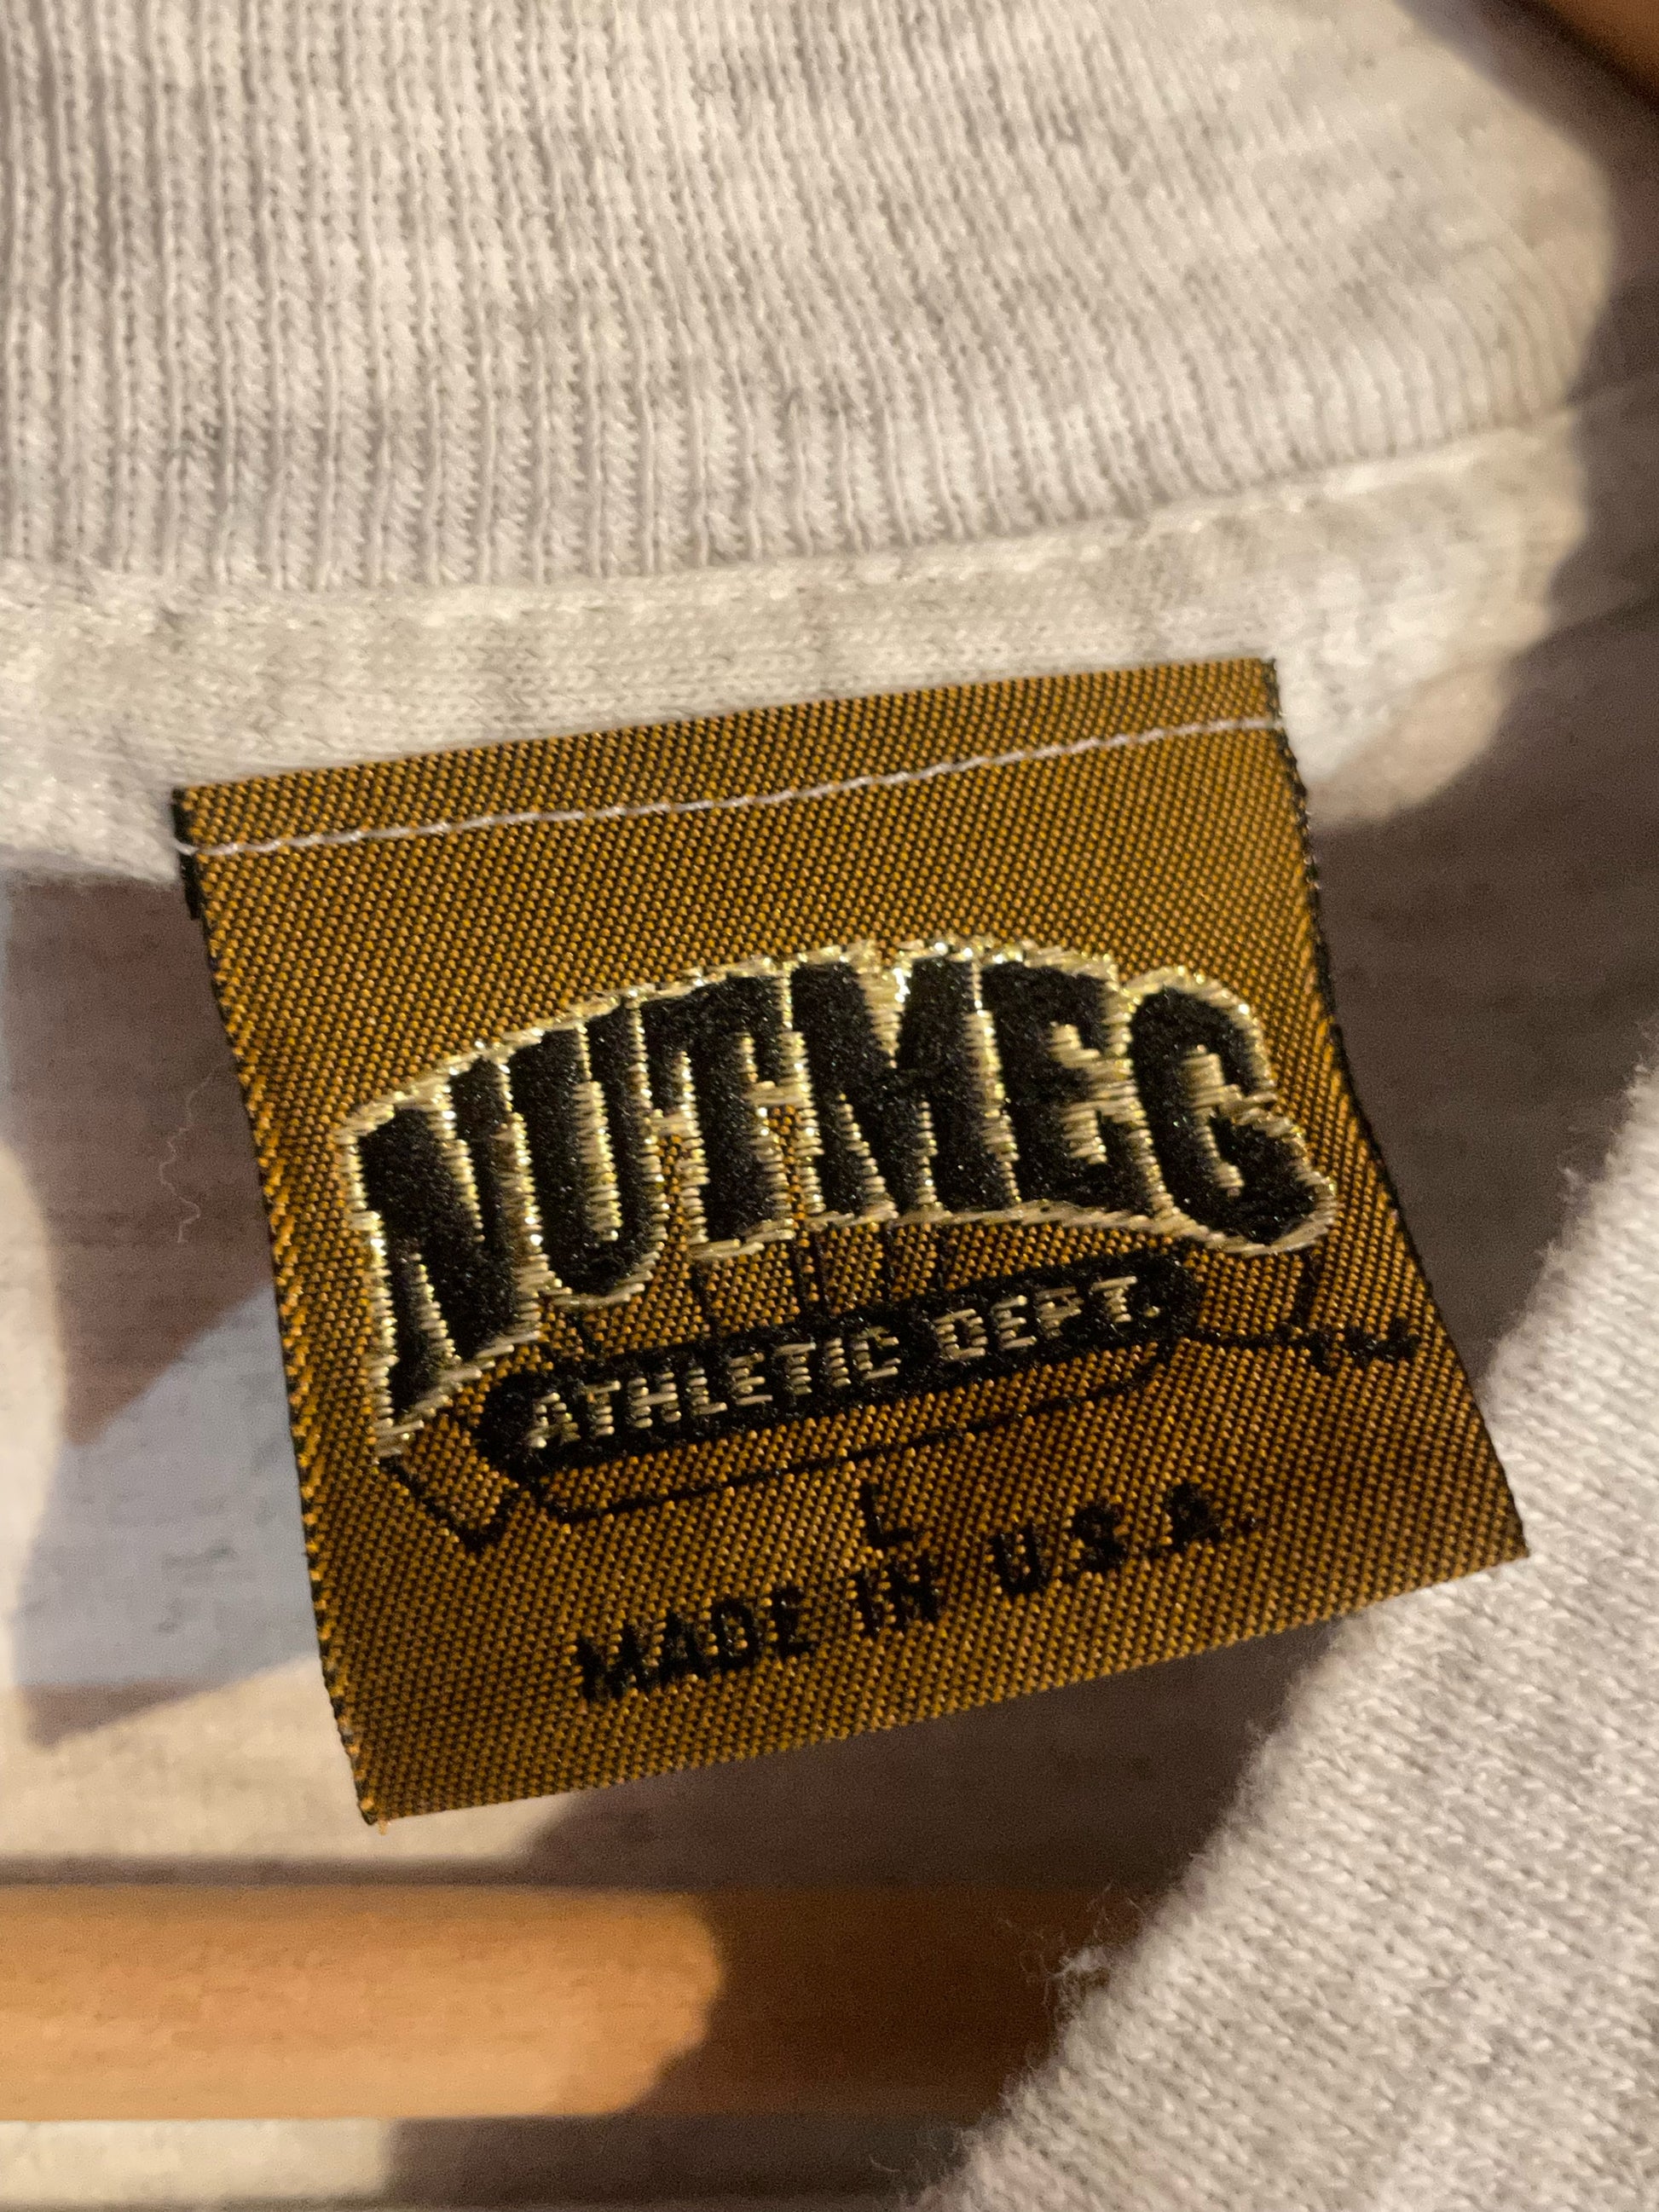 NUTMEG
ATHLETIC DEPT.
L
MADE IN U.S.A.